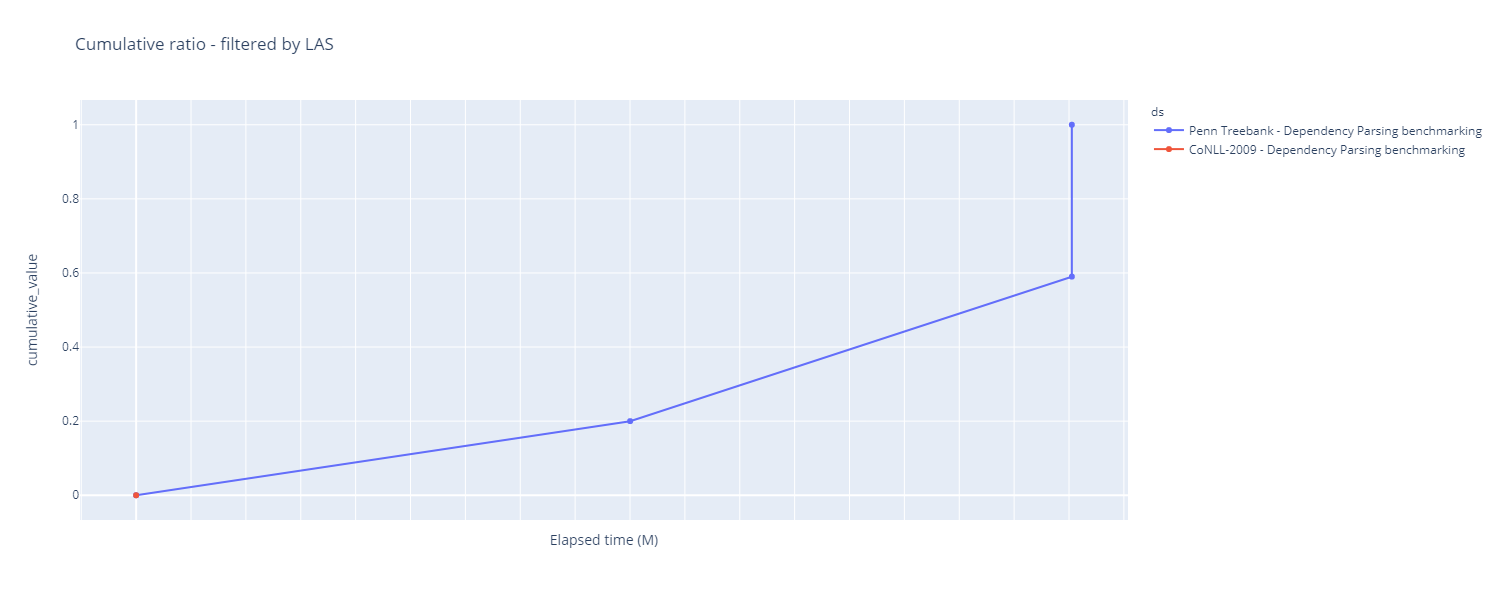 Cumulative ratio - filtered by LAS
ds
Penn Treebank - Dependency Parsing benchmarking
CoNLL-2009 - Dependency Parsing benchmarking
1
0.8
0.6
0.4
0.2
0
cumulative_value
Elapsed time (M)